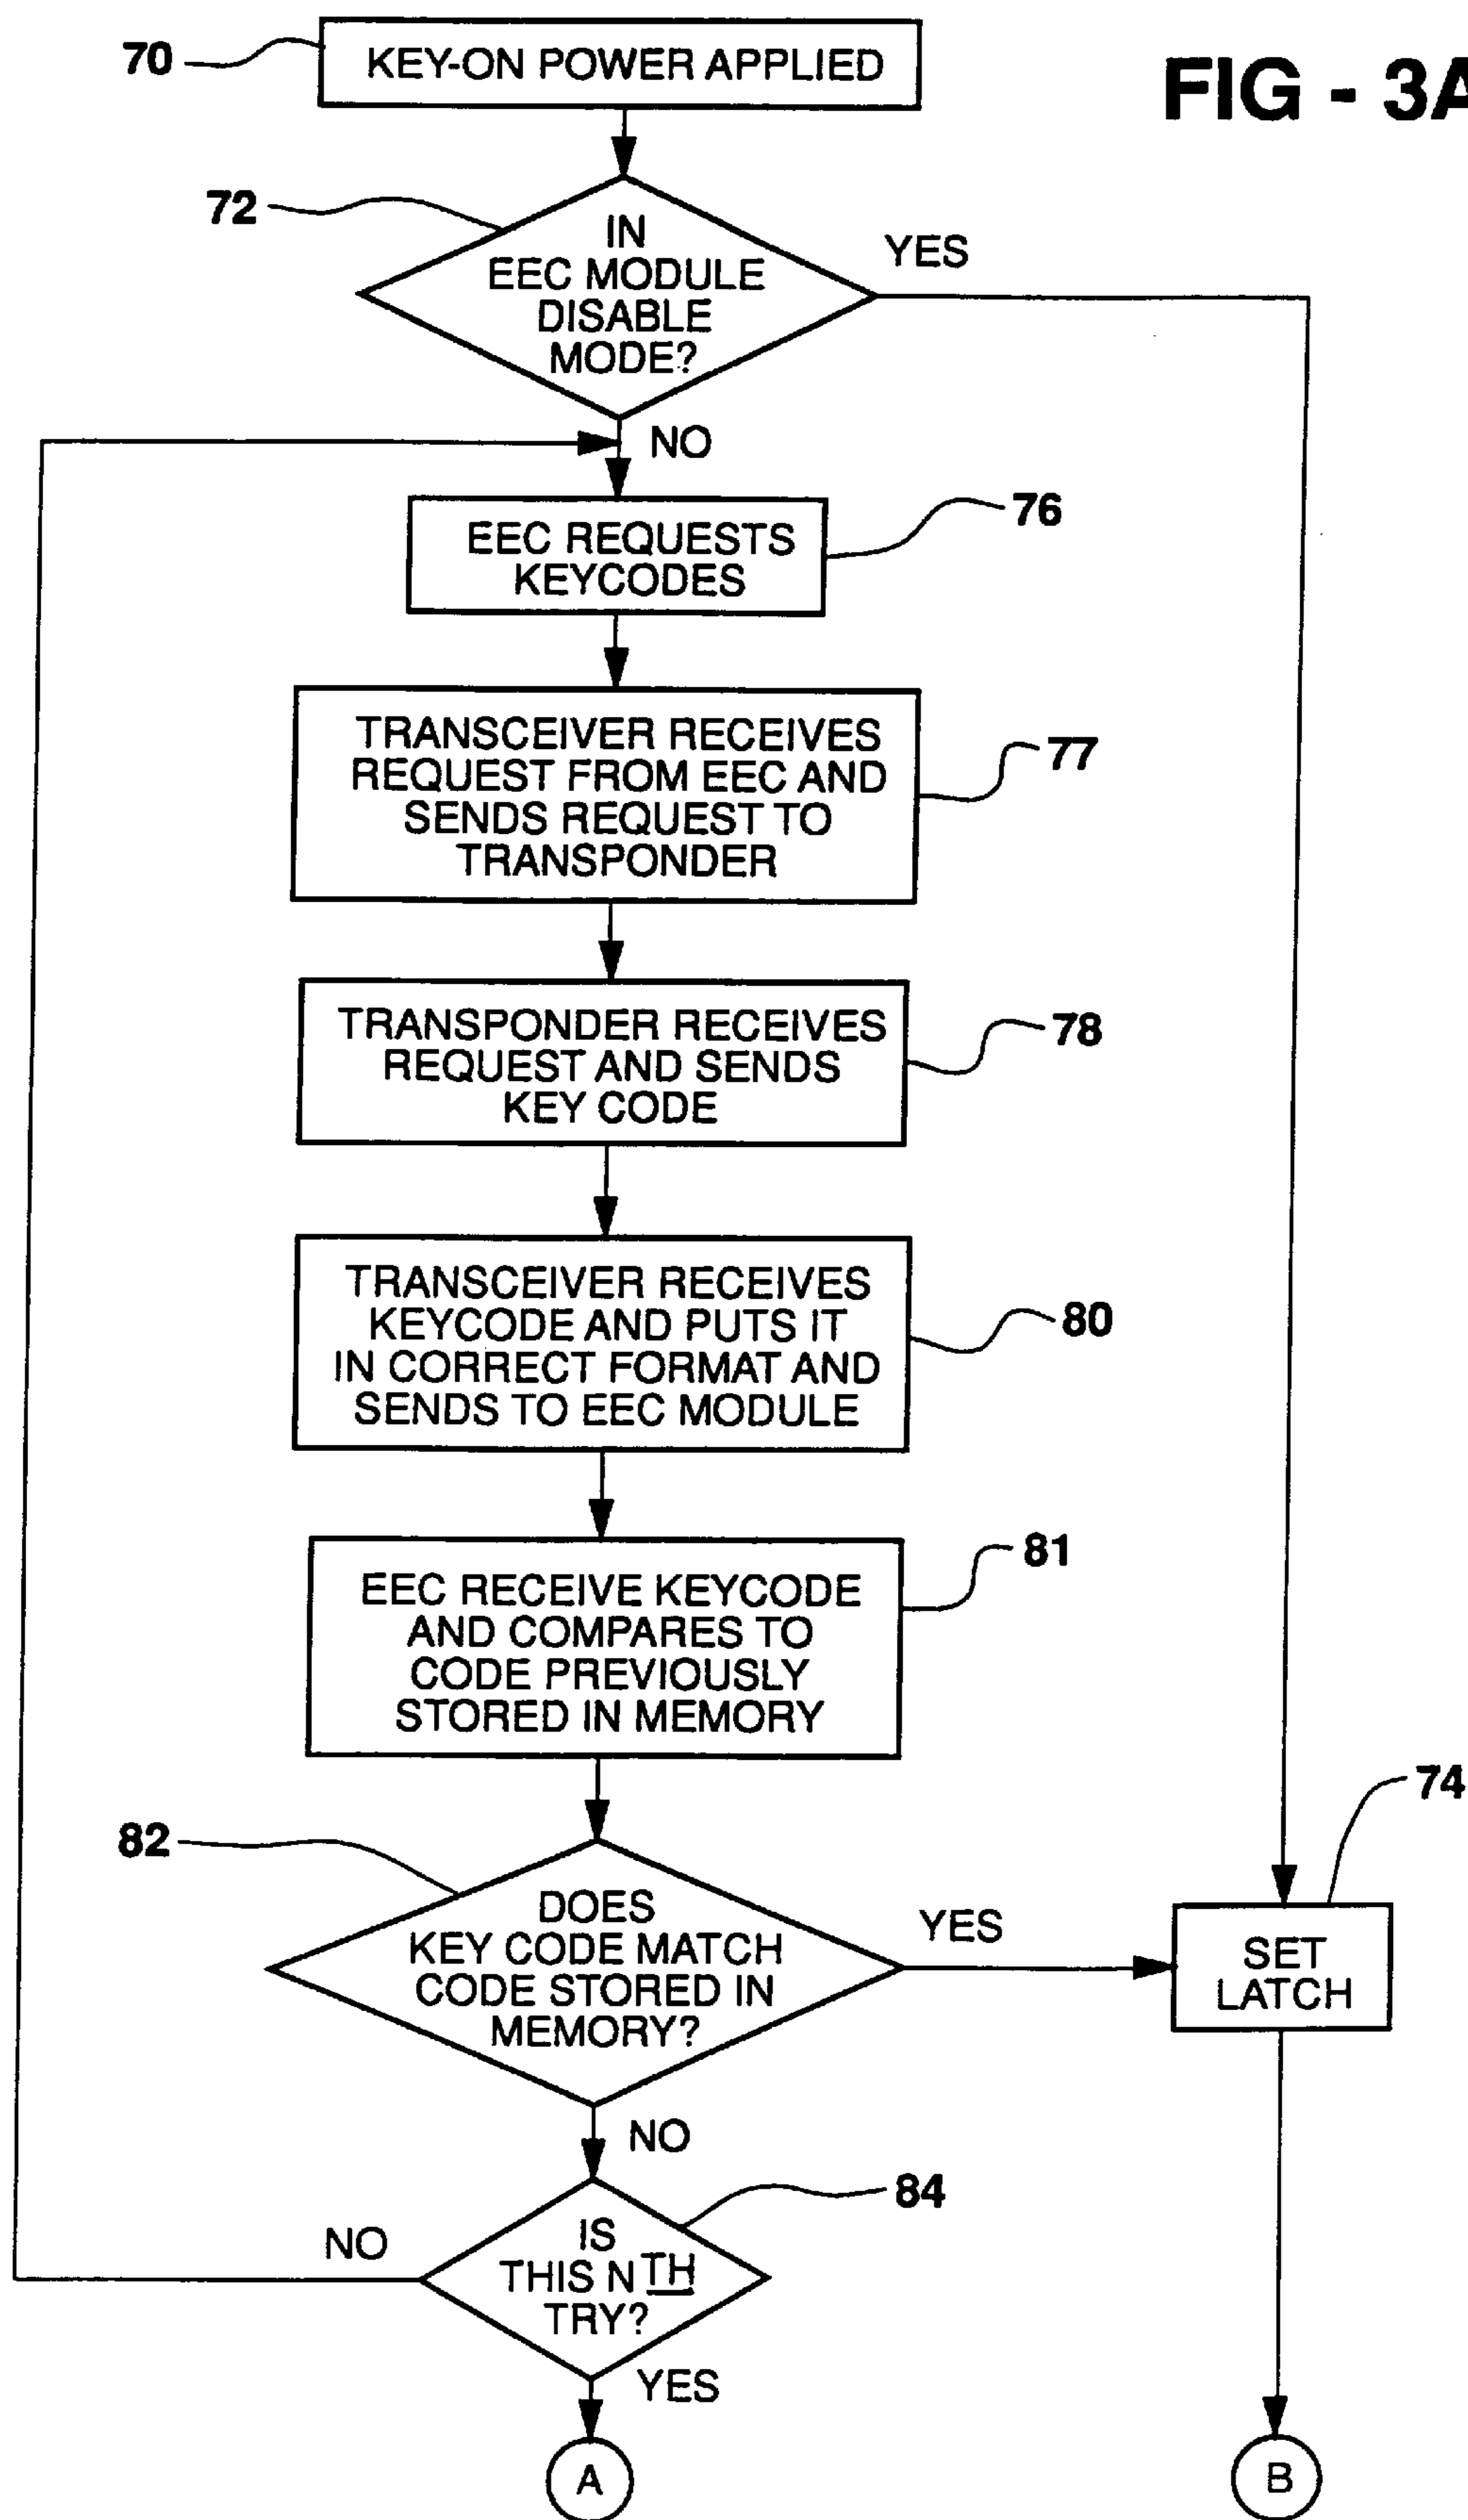 70
KEY-ON POWER APPLIED
FIG - 3A
72
IN
EEC MODULE
DISABLE
MODE?
YES
NO
76
EEC REQUESTS
KEYCODES
77
TRANSCEIVER RECEIVES
REQUEST FROM EEC AND
SENDS REQUEST TO
TRANSPONDER
78
TRANSPONDER RECEIVES
REQUEST AND SENDS
KEY CODE
80
TRANSCEIVER RECEIVES
KEYCODE AND PUTS IT
IN CORRECT FORMAT AND
SENDS TO EEC MODULE
81
EEC RECEIVE KEYCODE
AND COMPARES TO
CODE PREVIOUSLY
STORED IN MEMORY
74
82
DOES
KEY CODE MATCH
CODE STORED IN
MEMORY?
YES
SET
LATCH
NO
84
NO
IS
THIS N TH
TRY?
YES
A
B